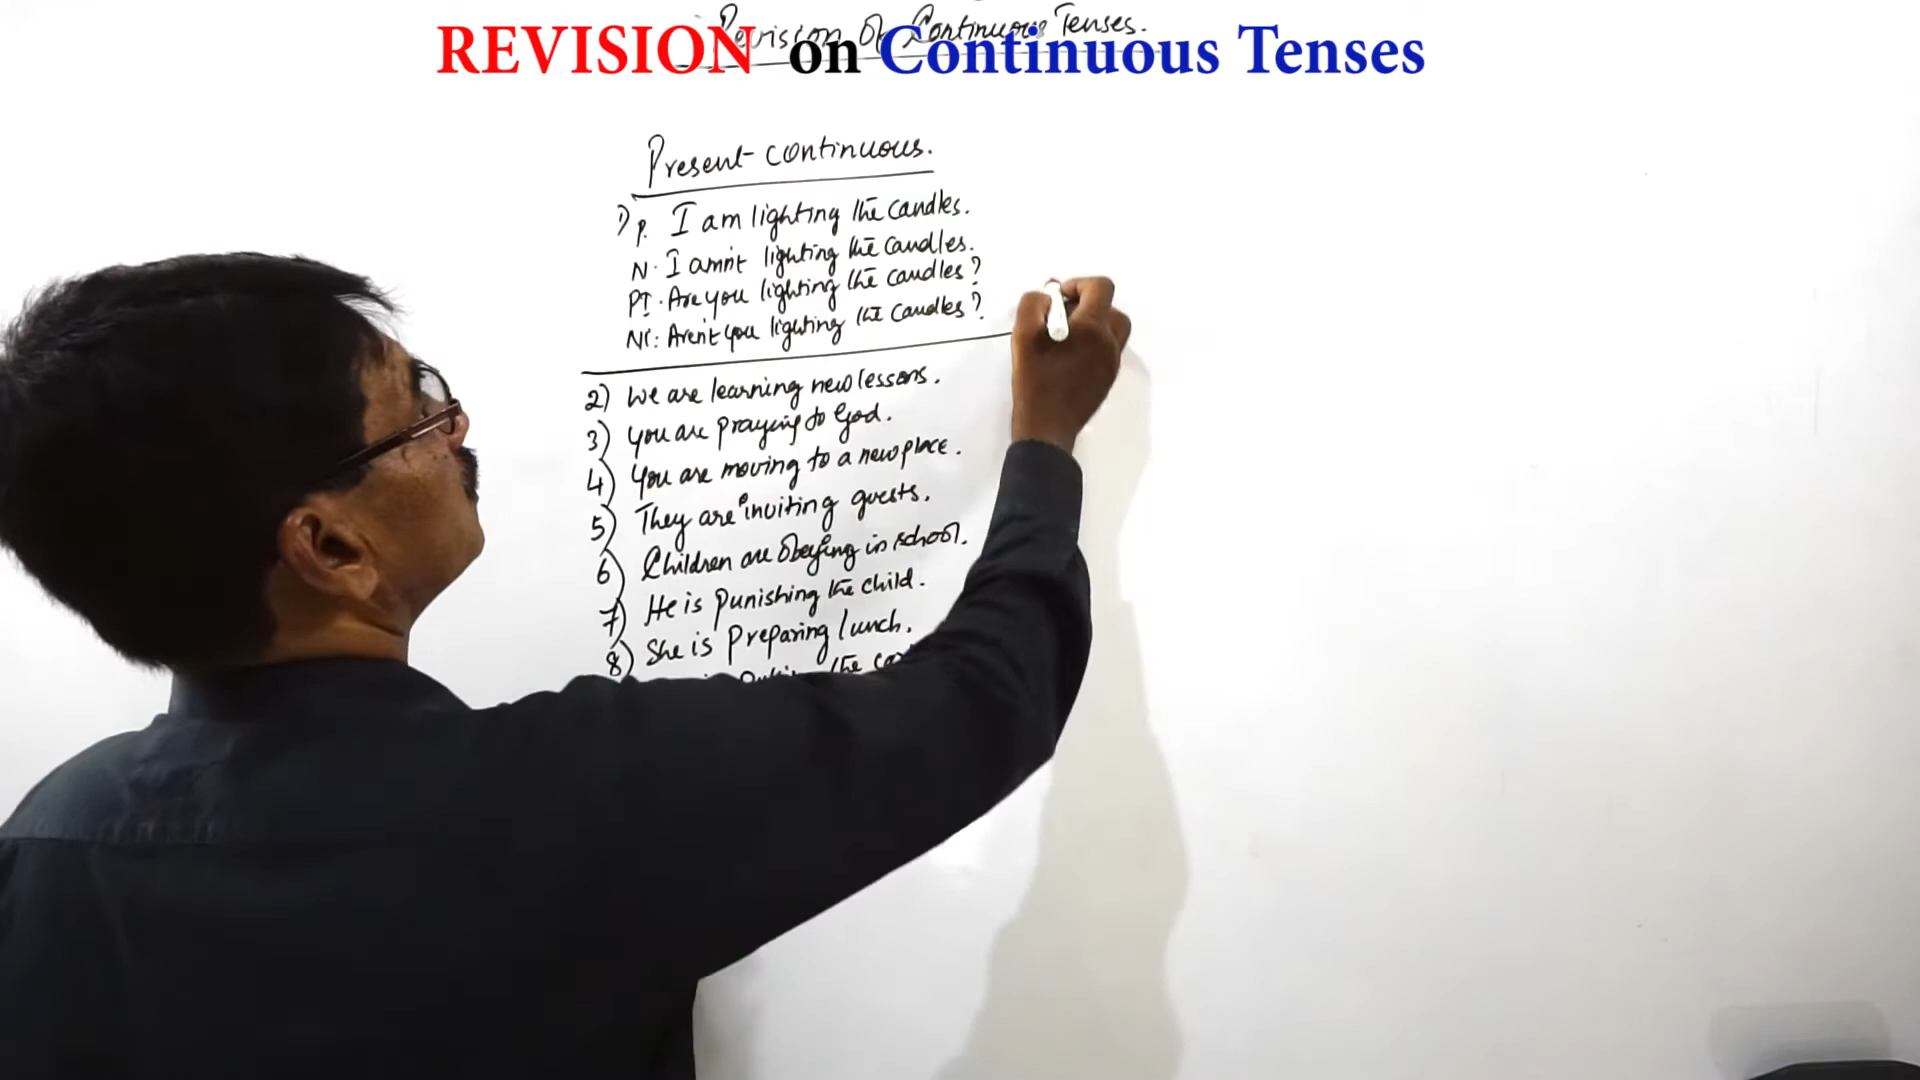 Revision Of Continuous Tenses.
REVISION on Continuous Tenses
Present continuous.
1) P. I am lighting the candles.
N. I amn't lighting the candles.
PI. Are you lighting the candles?
NI: Aren't you lighting the candles?
2) We are learning new lessons.
3) You are praying to God.
4) You are moving to a new place.
5) They are inviting guests.
6) Children are obeying in school.
7) He is punishing the child.
8) She is preparing lunch.
the